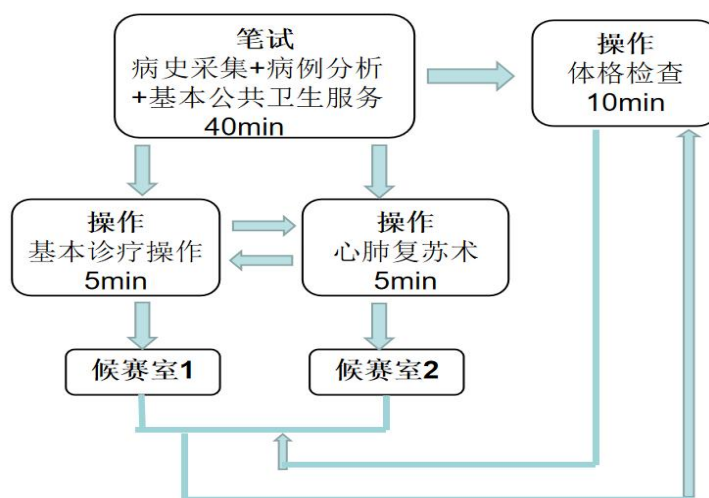 笔试
病史采集+病例分析
+基本公共卫生服务
40min
操作
体格检查
10min
操作
基本诊疗操作
5min
操作
心肺复苏术
5min
候赛室1
候赛室2